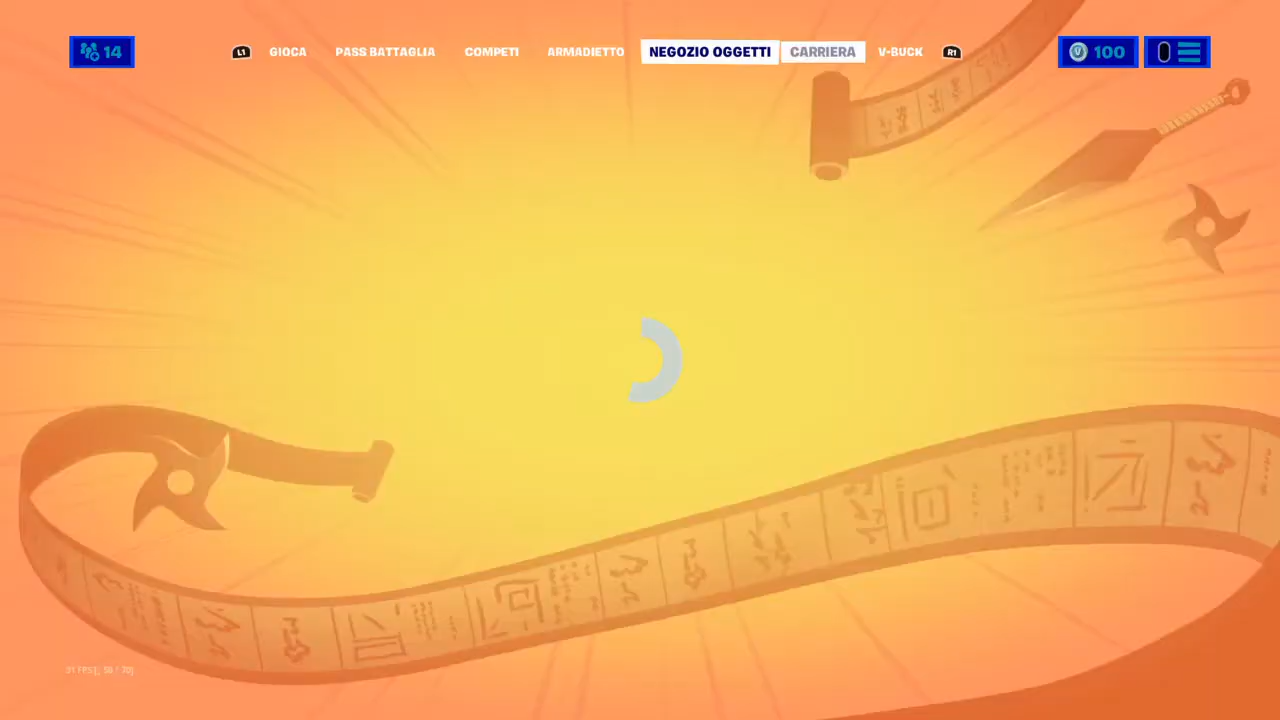 14
L1 GIOCA PASS BATTAGLIA COMPETI ARMADIETTO NEGOZIO OGGETTI CARRIERA V-BUCK R1
V 100